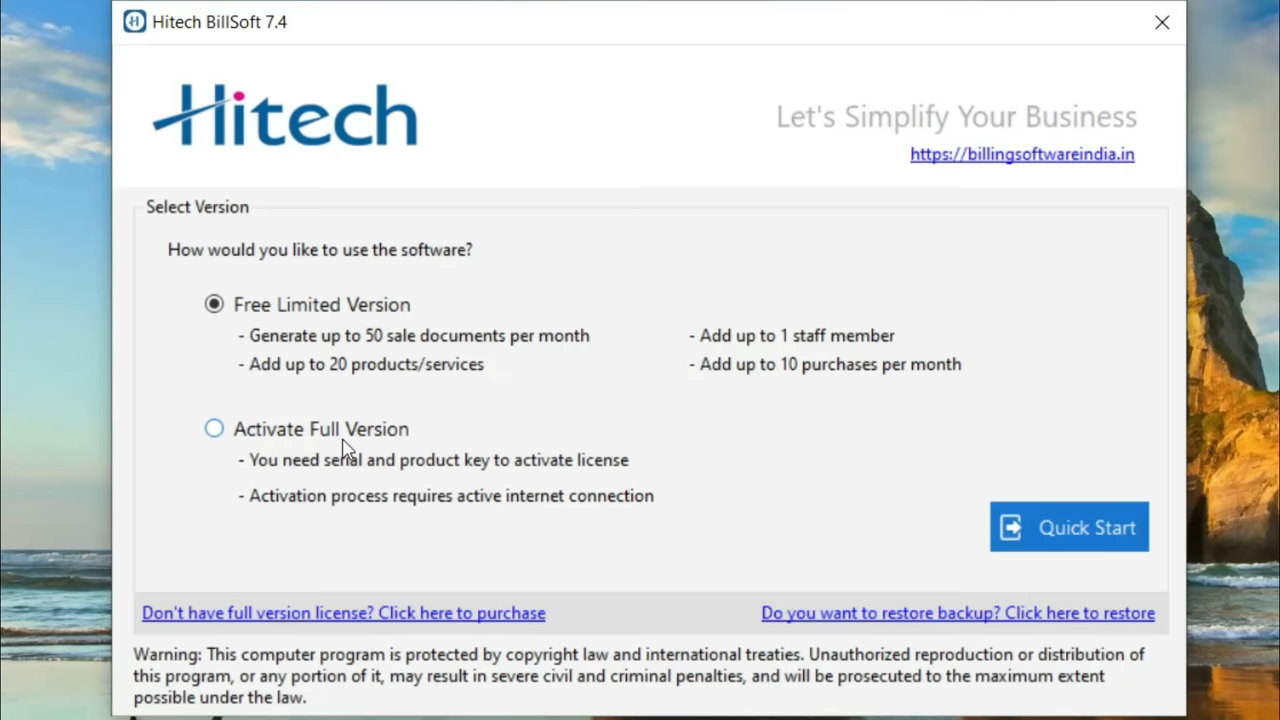 Hitech BillSoft 7.4
Hitech
Let's Simplify Your Business
https://billingsoftwareindia.in
Select Version
How would you like to use the software?
Free Limited Version
- Generate up to 50 sale documents per month
- Add up to 1 staff member
- Add up to 20 products/services
- Add up to 10 purchases per month
Activate Full Version
- You need serial and product key to activate license
- Activation process requires active internet connection
Quick Start
Don't have full version license? Click here to purchase
Do you want to restore backup? Click here to restore
Warning: This computer program is protected by copyright law and international treaties. Unauthorized reproduction or distribution of
this program, or any portion of it, may result in severe civil and criminal penalties, and will be prosecuted to the maximum extent
possible under the law.